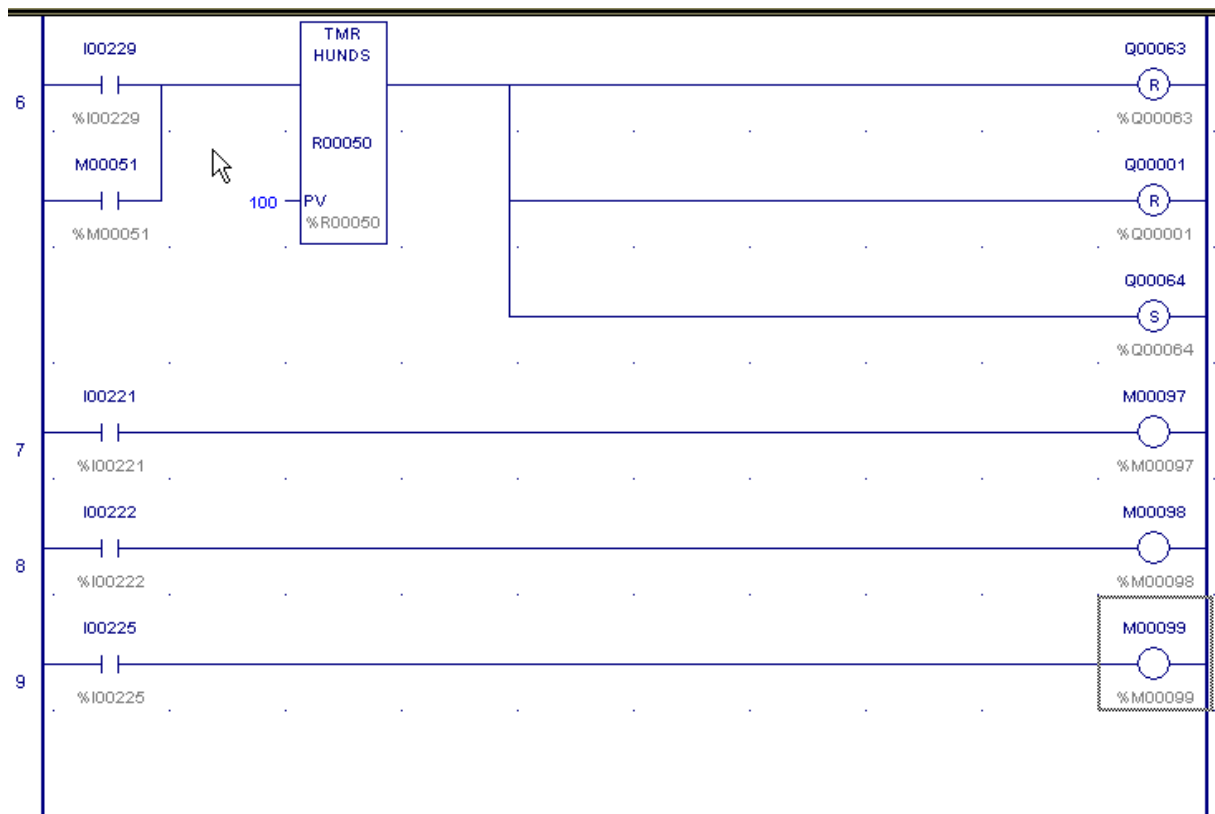 TMR
HUNDS
I00229
Q00063
R
6
%I00229
%Q00063
R00050
M00051
Q00001
100
PV
R
%R00050
%M00051
%Q00001
Q00064
S
%Q00064
I00221
M00097
7
%I00221
%M00097
I00222
M00098
8
%I00222
%M00098
I00225
M00099
9
%I00225
%M00099